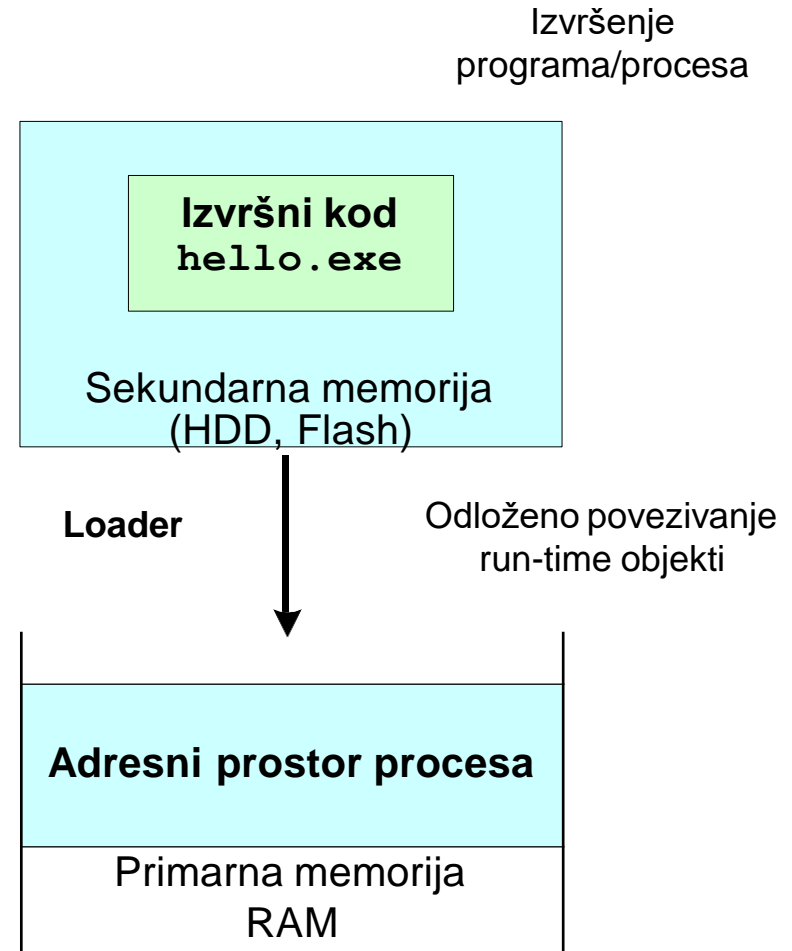 Izvršenje
programa/procesa
Izvršni kod
hello.exe
Sekundarna memorija
(HDD, Flash)
Loader
Odloženo povezivanje
run-time objekti
Adresni prostor procesa
Primarna memorija
RAM